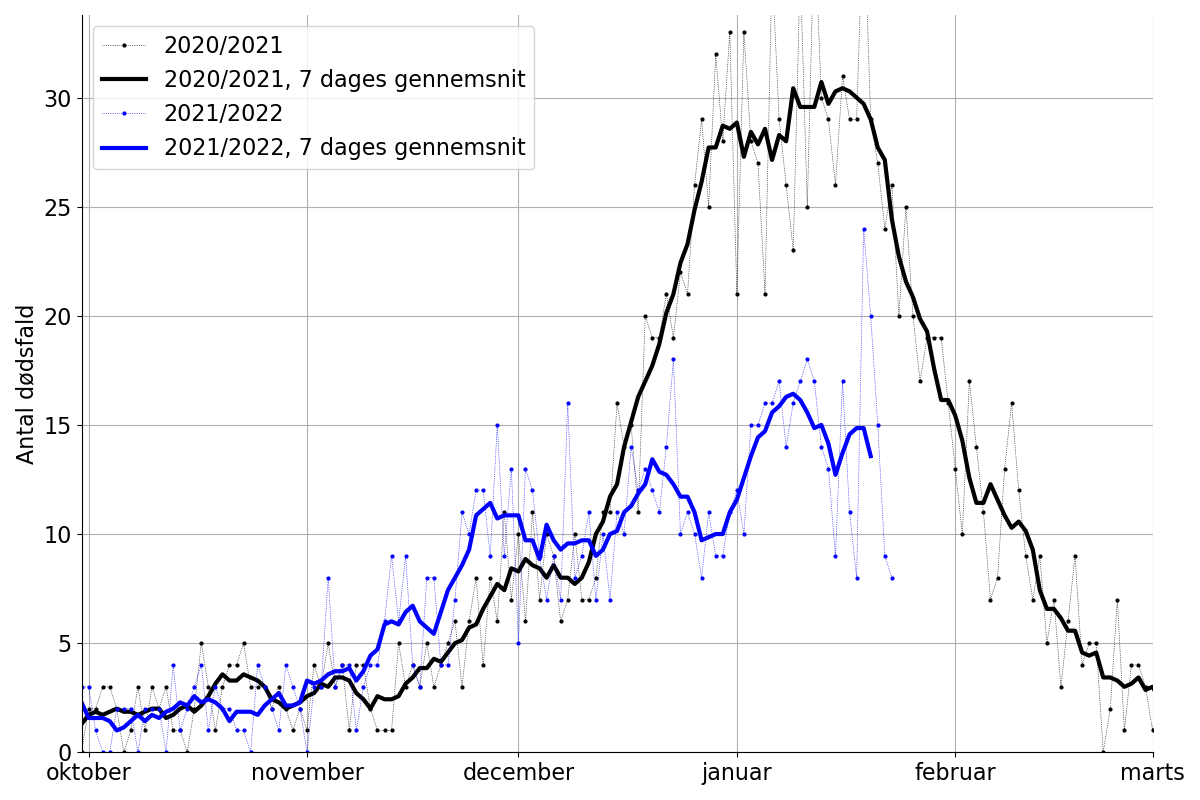 2020/2021
2020/2021, 7 dages gennemsnit
2021/2022
2021/2022, 7 dages gennemsnit
Antal dødsfald
30
25
20
15
10
5
0
oktober november december januar februar marts